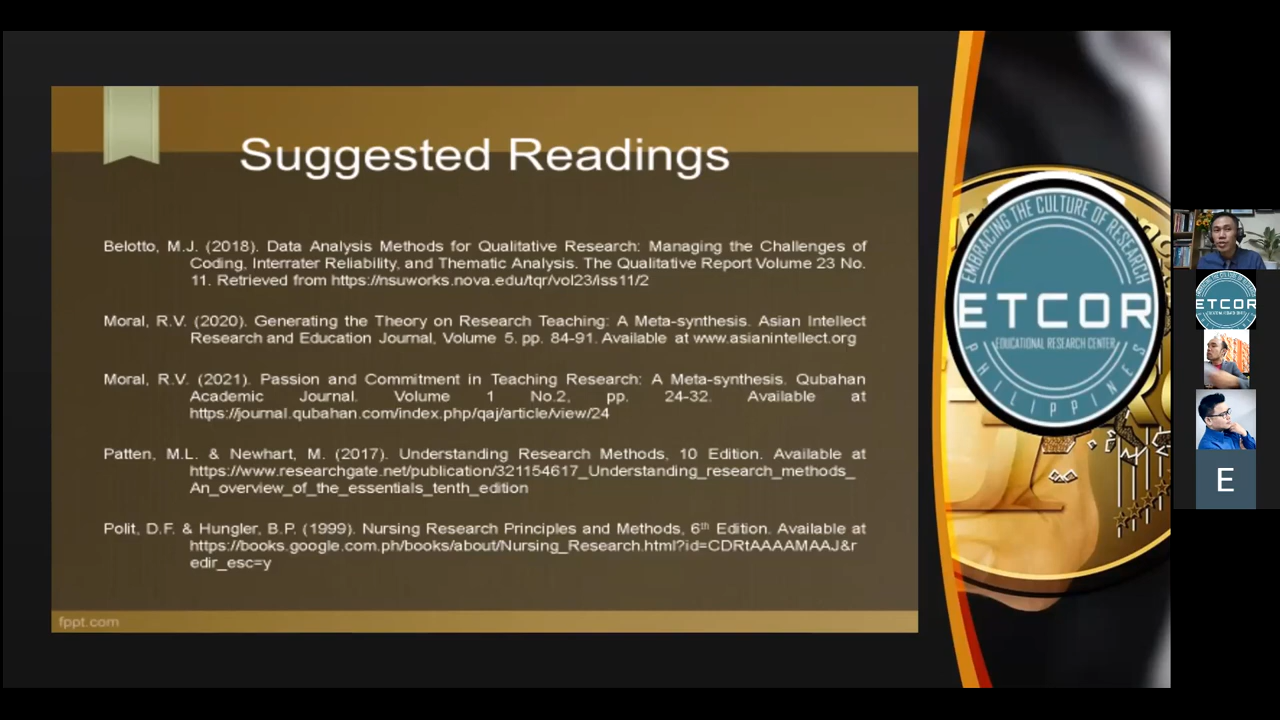 Suggested Readings
Belotto, M.J. (2018). Data Analysis Methods for Qualitative Research: Managing the Challenges of
Coding, Interrater Reliability, and Thematic Analysis. The Qualitative Report Volume 23 No.
11. Retrieved from https://nsuworks.nova.edu/tqr/vol23/iss11/2
Moral, R.V. (2020). Generating the Theory on Research Teaching: A Meta-synthesis. Asian Intellect
Research and Education Journal, Volume 5. pp. 84-91. Available at www.asianintellect.org
Moral, R.V. (2021). Passion and Commitment in Teaching Research: A Meta-synthesis. Qubahan
Academic Journal. Volume 1 No.2, pp. 24-32. Available at
https://journal.qubahan.com/index.php/qaj/article/view/24
Patten, M.L. & Newhart, M. (2017). Understanding Research Methods, 10 Edition. Available at
https://www.researchgate.net/publication/321154617_Understanding_research_methods_
An_overview_of_the_essentials_tenth_edition
Polit, D.F. & Hungler, B.P. (1999). Nursing Research Principles and Methods, 6th Edition. Available at
https://books.google.com.ph/books/about/Nursing_Research.html?id=CDRtAAAAMAAJ&r
edir_esc=y
fppt.com
EMBRACING THE CULTURE OF RESEARCH
ETCOR
EDUCATIONAL RESEARCH CENTER
PHILIPPINES
ETCOR
E